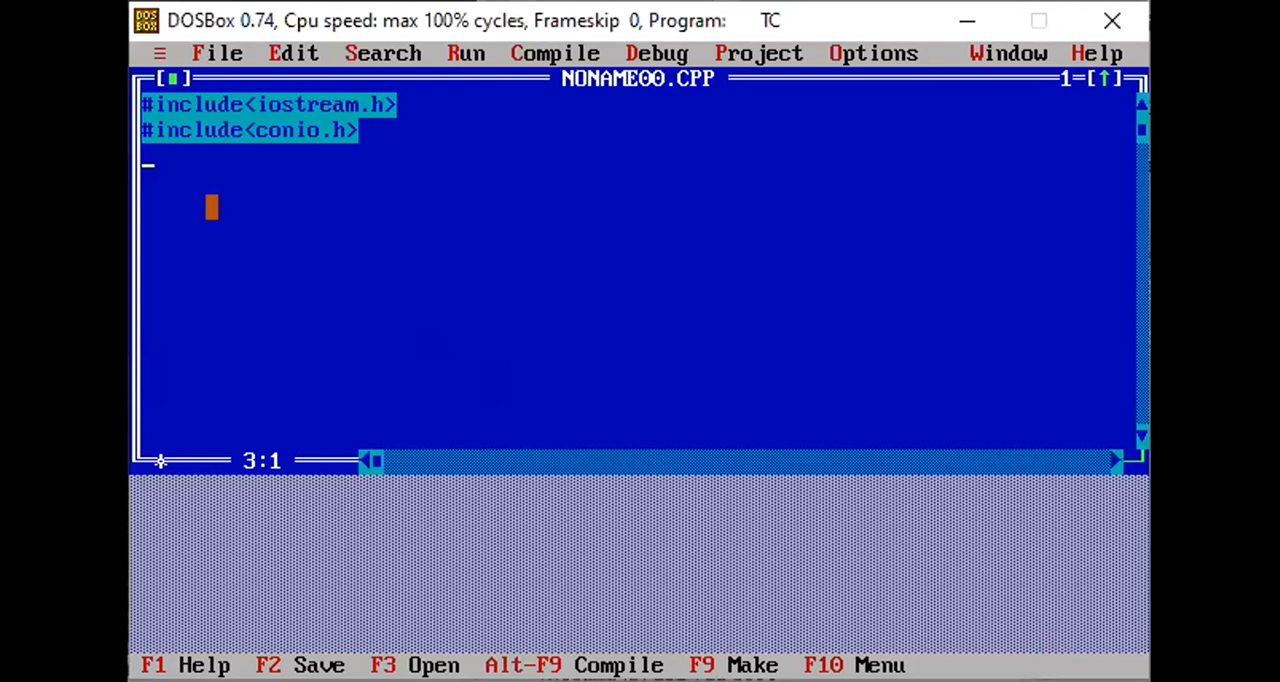 DOSBox 0.74, Cpu speed: max 100% cycles, Frameskip 0, Program: TC
≡ File Edit Search Run Compile Debug Project Options Window Help
[■] NONAME00.CPP 1=[↑]
#include<iostream.h>
#include<conio.h>
3:1
F1 Help F2 Save F3 Open Alt-F9 Compile F9 Make F10 Menu